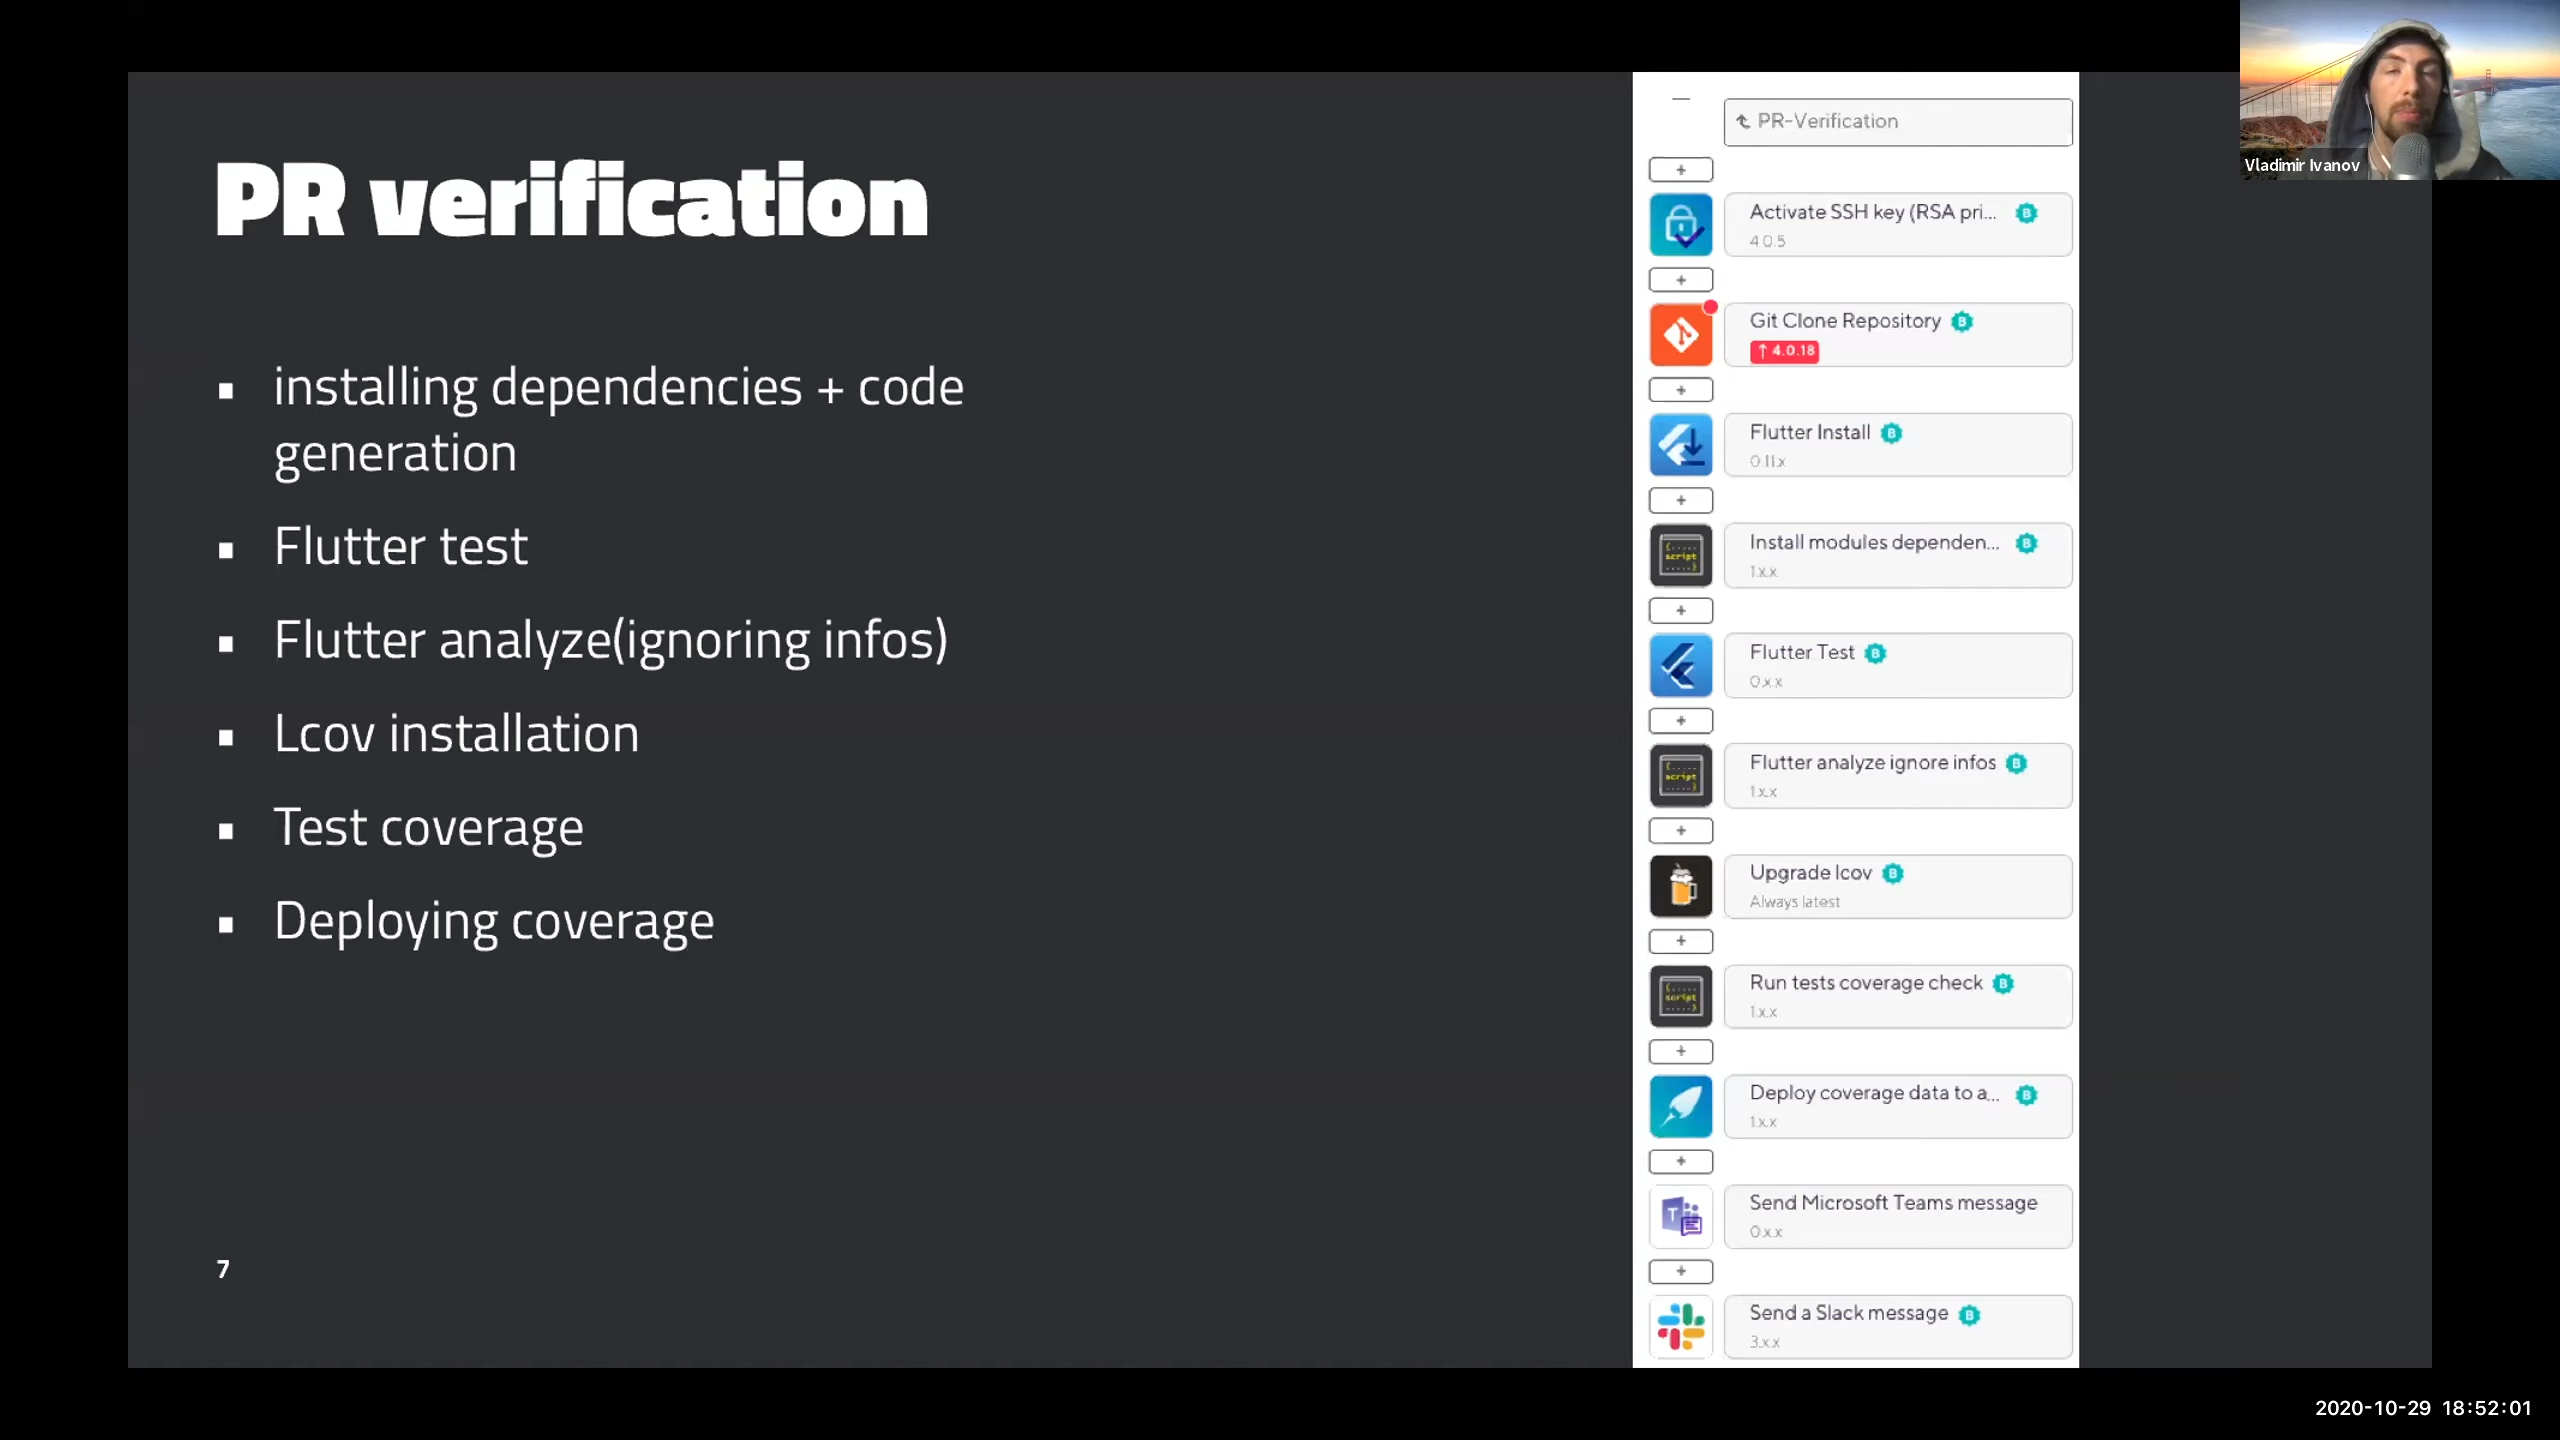 PR verification
installing dependencies + code
generation
Flutter test
Flutter analyze(ignoring infos)
Lcov installation
Test coverage
Deploying coverage
7
PR-Verification
Activate SSH key (RSA pri...
4.0.5
Git Clone Repository
↑ 4.0.18
Flutter Install
0.11.x
Install modules dependen...
1.x.x
Flutter Test
0.x.x
Flutter analyze ignore infos
1.x.x
Upgrade lcov
Always latest
Run tests coverage check
1.x.x
Deploy coverage data to a...
1.x.x
Send Microsoft Teams message
0.x.x
Send a Slack message
3.x.x
Vladimir Ivanov
2020-10-29 18:52:01